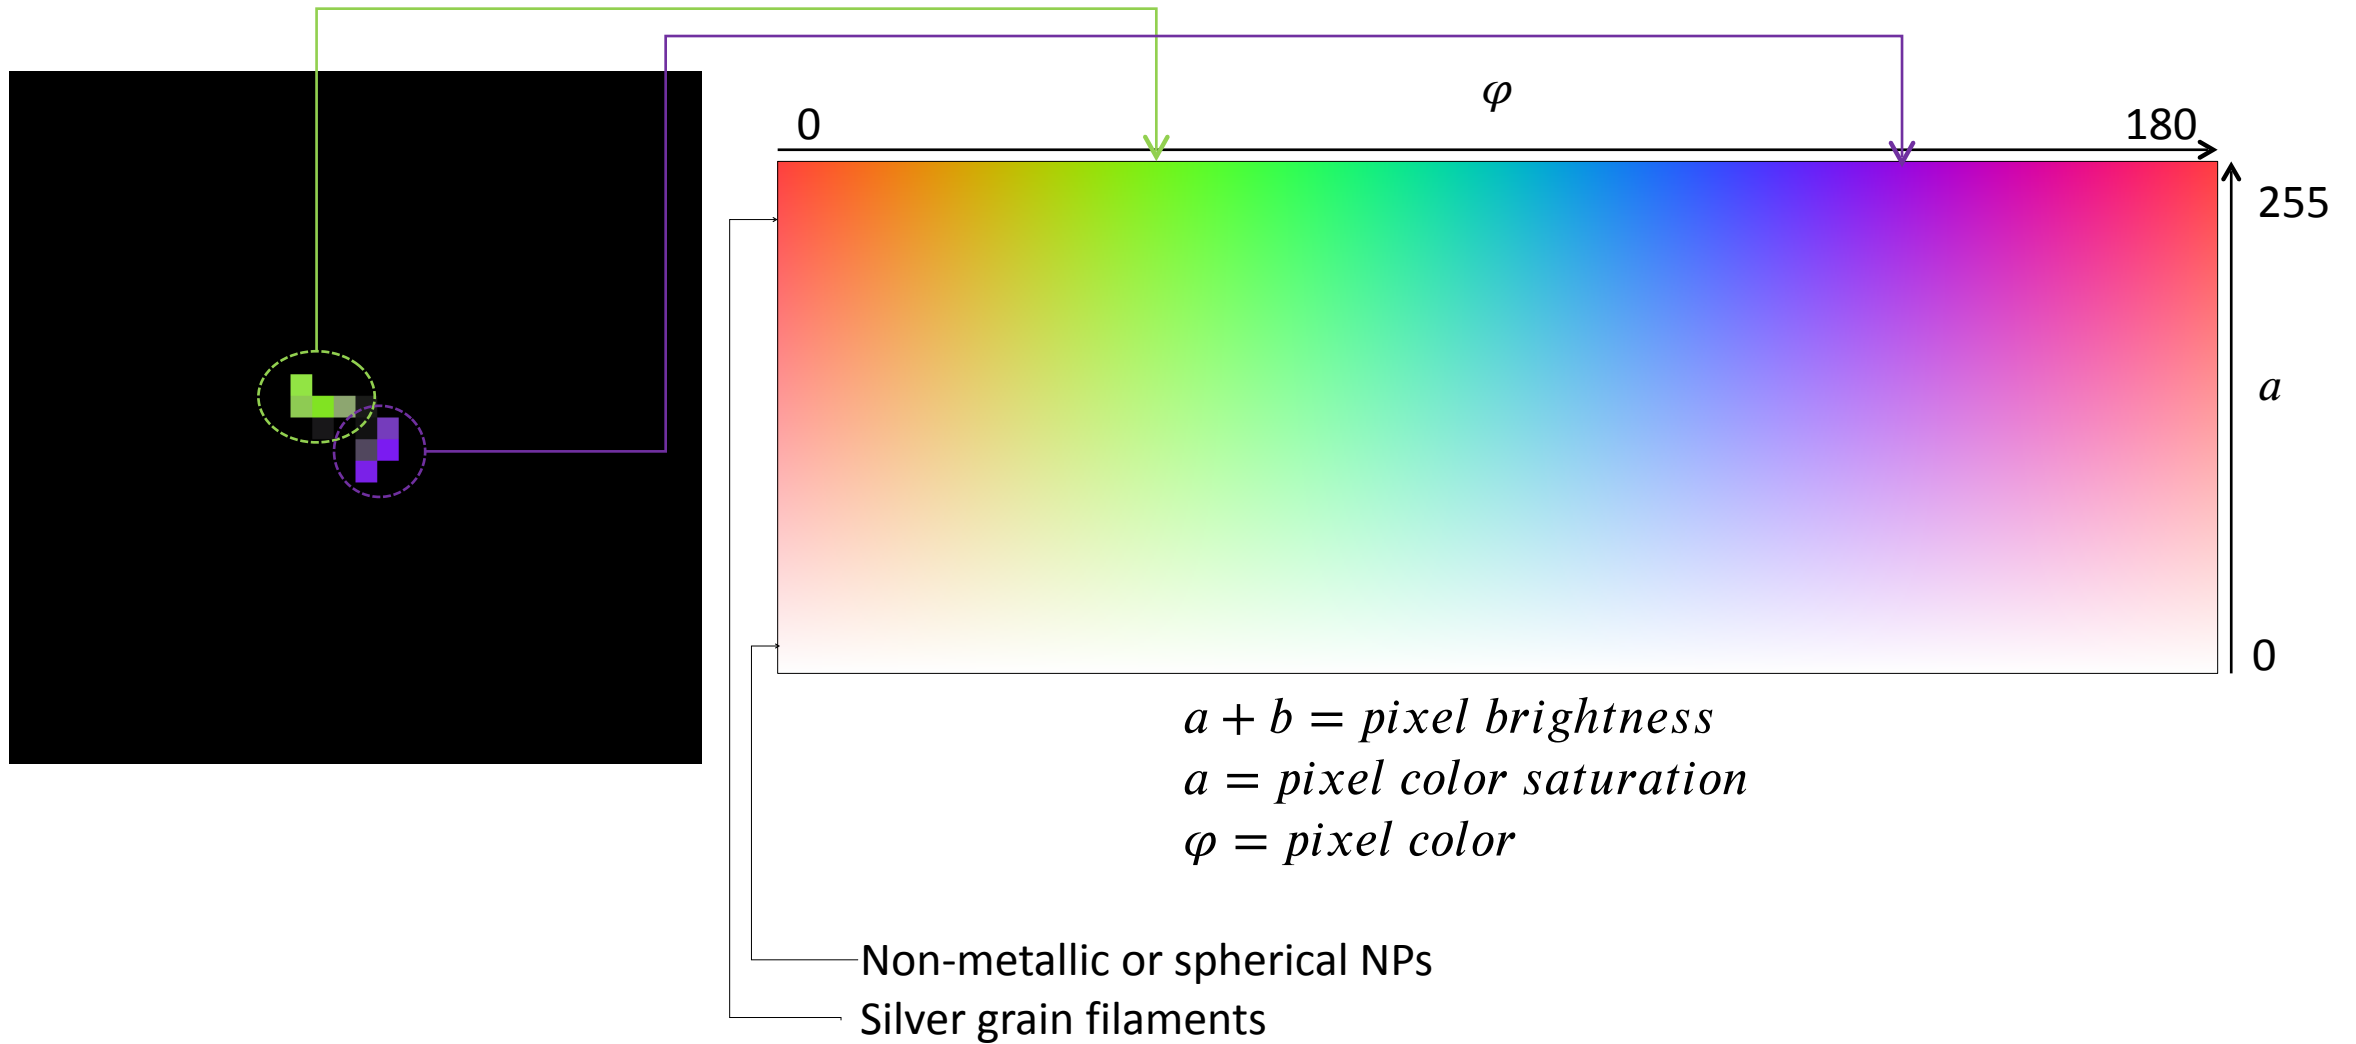 φ
0
180
255
a
0
a + b = pixel brightness
a = pixel color saturation
φ = pixel color
Non-metallic or spherical NPs
Silver grain filaments